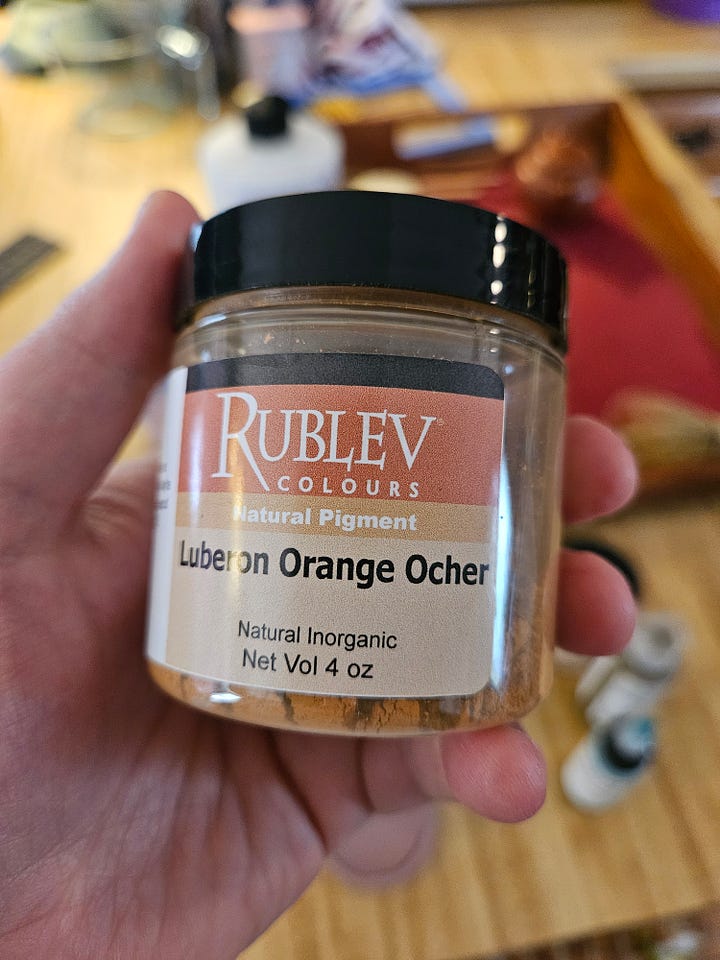 RUBLEV
COLOURS
Natural Pigment
Luberon Orange Ocher
Natural Inorganic
Net Vol 4 oz